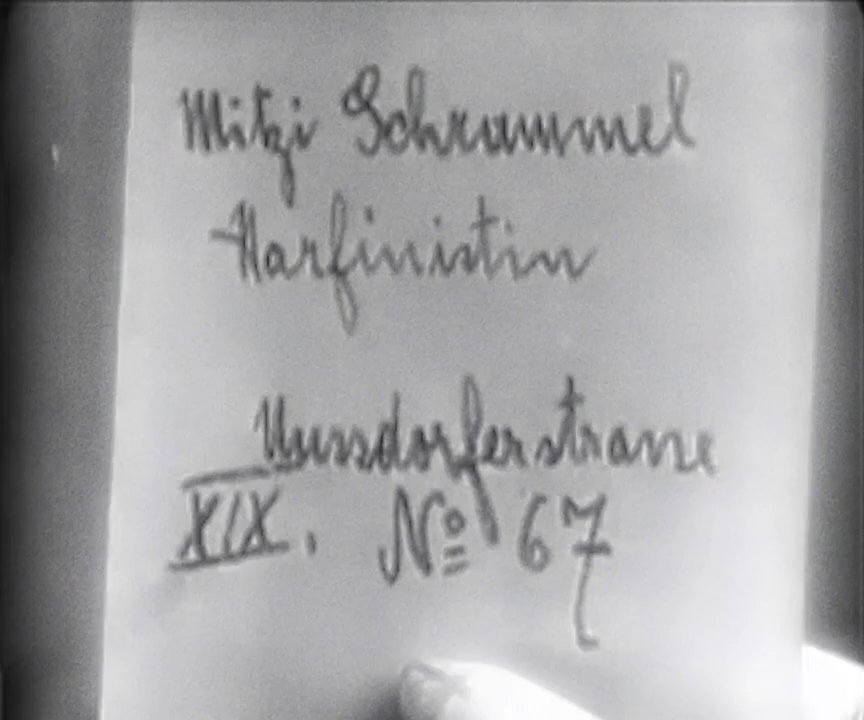 Mitzi Schrammel
Harfinistin
Nussdorferstrasse
XIX. Nº 67